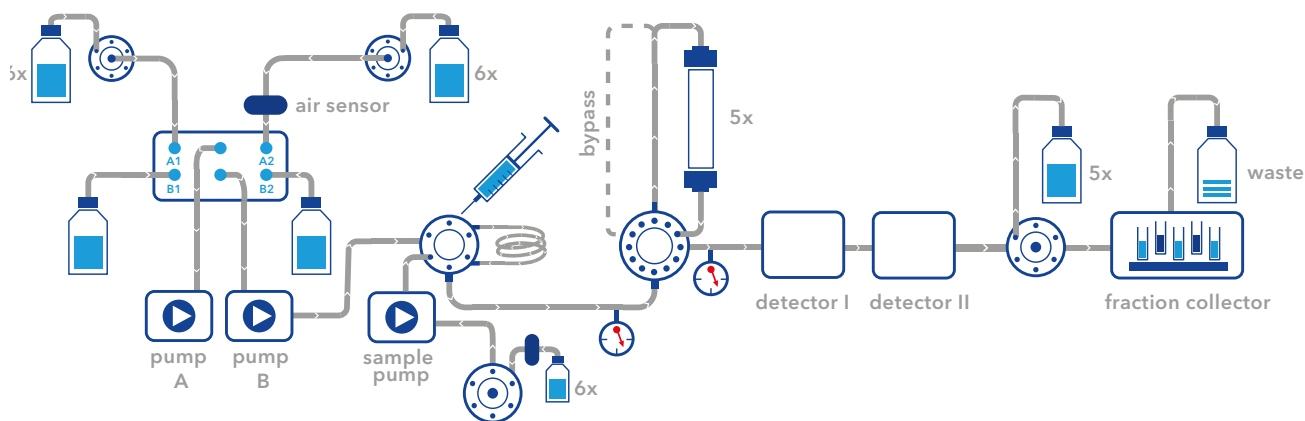 6x
6x
air sensor
A1
A2
B1
B2
bypass
5x
5x
waste
detector I
detector II
fraction collector
pump
A
pump
B
sample
pump
6x